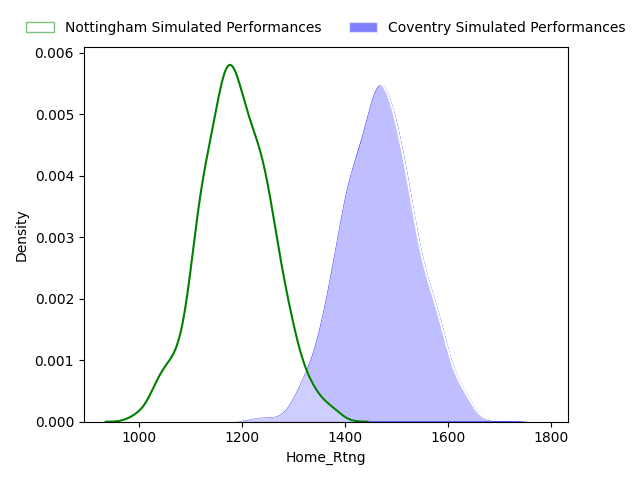 Nottingham Simulated Performances Coventry Simulated Performances
0.006
0.005
0.004
0.003
0.002
0.001
0.000
Density
1000 1200 1400 1600 1800
Home_Rtng